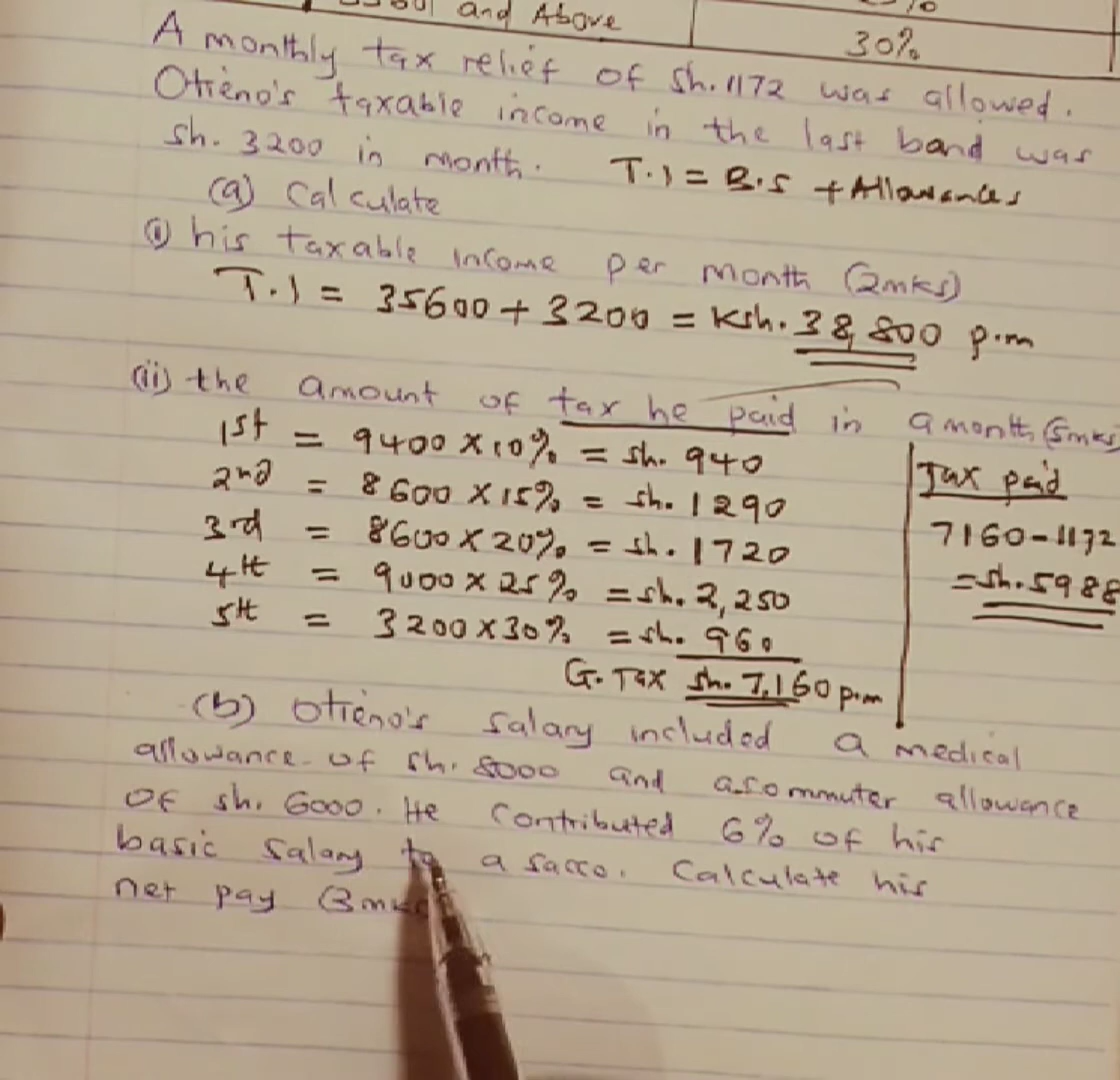 and Above
30%
A monthly tax relief of sh. 1172 was allowed.
Otieno's taxable income in the last band was
sh. 3200 in month. T.I = B.S + Allowances
(a) Calculate
(i) his taxable income per month (2mks)
T.I = 35600 + 3200 = Ksh. 38,800 p.m
(ii) the amount of tax he paid in a month (5mks)
1st = 9400 x 10% = sh. 940
2nd = 8600 x 15% = sh. 1290
3rd = 8600 x 20% = sh. 1720
4th = 9000 x 25% = sh. 2,250
5th = 3200 x 30% = sh. 960
G. Tax sh. 7,160 p.m
Tax paid
7160 - 1172
= sh. 5988
(b) Otieno's salary included a medical
allowance of sh. 8000 and a commuter allowance
of sh. 6000. He contributed 6% of his
basic salary to a sacco. Calculate his
net pay (3mks